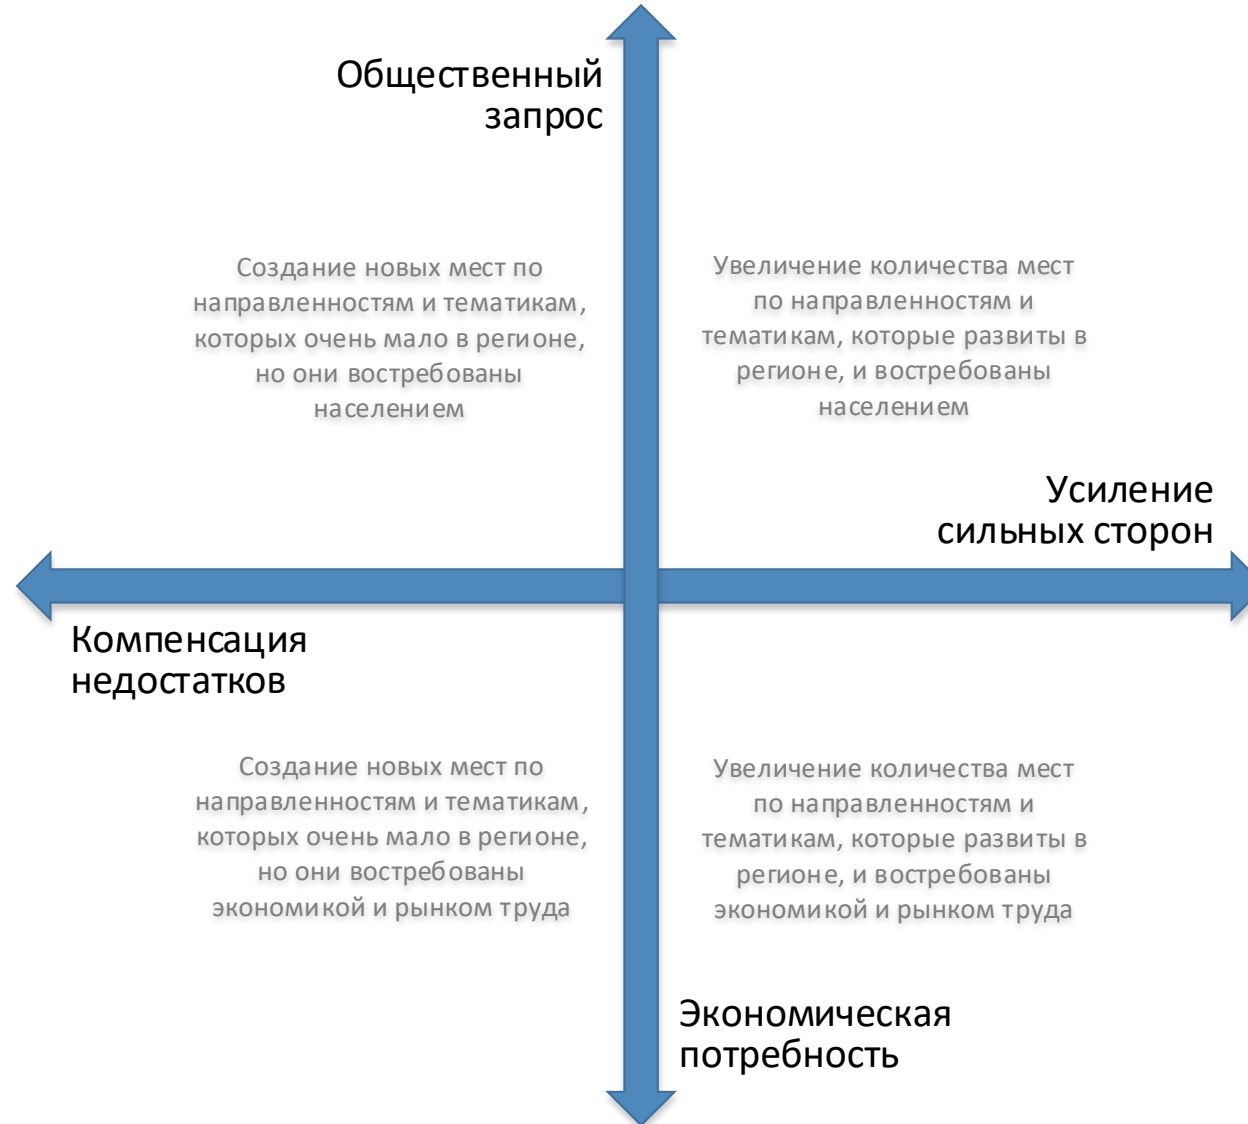 Общественный
запрос
Создание новых мест по
направленностям и тематикам,
которых очень мало в регионе,
но они востребованы
населением
Увеличение количества мест
по направленностям и
тематикам, которые развиты в
регионе, и востребованы
населением
Усиление
сильных сторон
Компенсация
недостатков
Создание новых мест по
направленностям и тематикам,
которых очень мало в регионе,
но они востребованы
экономикой и рынком труда
Увеличение количества мест
по направленностям и
тематикам, которые развиты в
регионе, и востребованы
экономикой и рынком труда
Экономическая
потребность